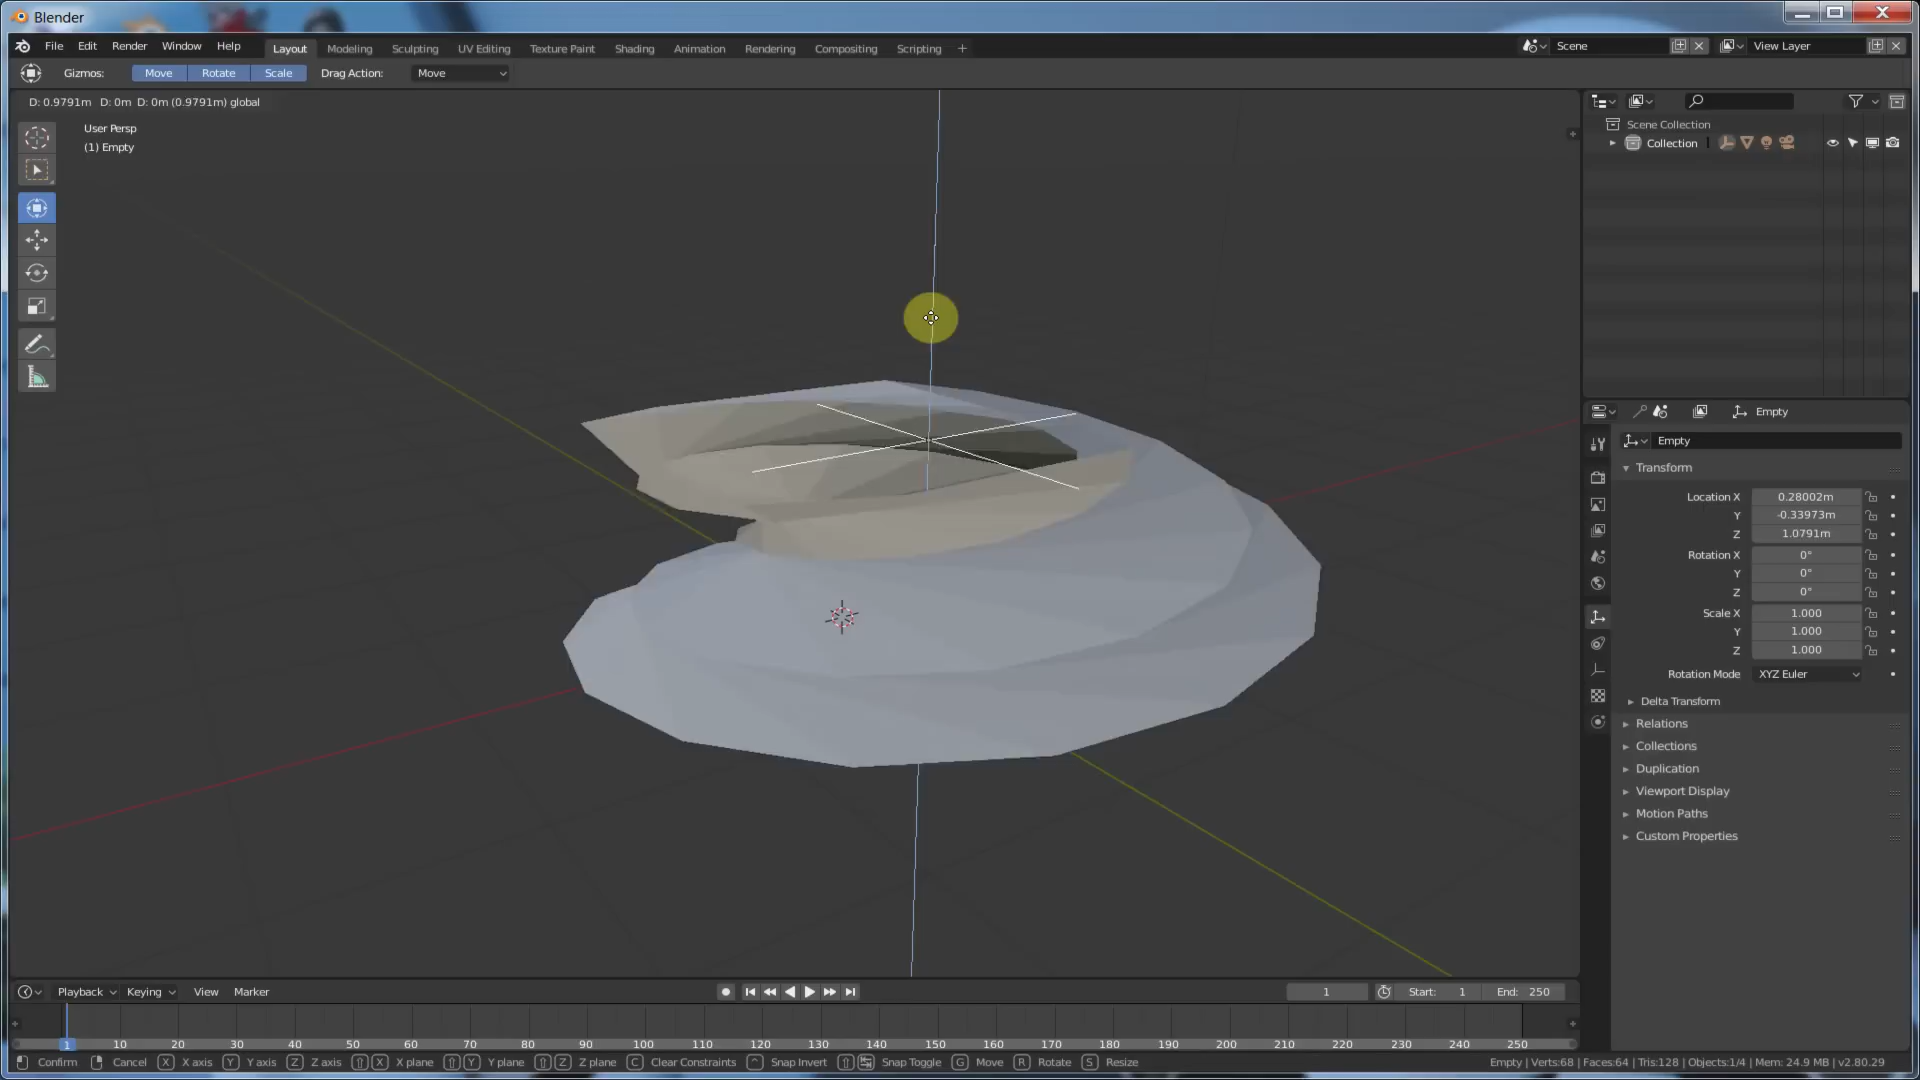 Blender
File Edit Render Window Help Layout Modeling Sculpting UV Editing Texture Paint Shading Animation Rendering Compositing Scripting + Scene View Layer
Gizmos: Move Rotate Scale Drag Action: Move
D: 0.9791m D: 0m D: 0m (0.9791m) global
User Persp
(1) Empty
Scene Collection
Collection
Empty
Empty
Transform
Location X 0.28002m
Y -0.33973m
Z 1.0791m
Rotation X 0°
Y 0°
Z 0°
Scale X 1.000
Y 1.000
Z 1.000
Rotation Mode XYZ Euler
Delta Transform
Relations
Collections
Duplication
Viewport Display
Motion Paths
Custom Properties
Playback Keying View Marker 1 Start: 1 End: 250
1 10 20 30 40 50 60 70 80 90 100 110 120 130 140 150 160 170 180 190 200 210 220 230 240 250
Confirm Cancel X X axis Y Y axis Z Z axis X X plane Y Y plane Z Z plane C Clear Constraints ^ Snap Invert Snap Toggle G Move R Rotate S Resize Empty | Verts:68 | Faces:64 | Tris:128 | Objects:1/4 | Mem: 24.9 MB | v2.80.29